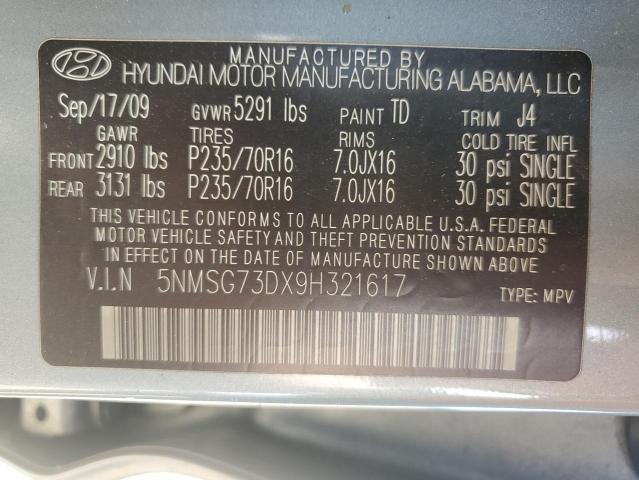 MANUFACTURED BY
HYUNDAI MOTOR MANUFACTURING ALABAMA, LLC
Sep/17/09 GVWR 5291 lbs PAINT TD TRIM J4
GAWR TIRES RIMS COLD TIRE INFL
FRONT 2910 lbs P235/70R16 7.0JX16 30 psi SINGLE
REAR 3131 lbs P235/70R16 7.0JX16 30 psi SINGLE
THIS VEHICLE CONFORMS TO ALL APPLICABLE U.S.A. FEDERAL
MOTOR VEHICLE SAFETY AND THEFT PREVENTION STANDARDS
IN EFFECT ON THE DATE OF MANUFACTURE SHOWN ABOVE.
V.I.N 5NMSG73DX9H321617 TYPE: MPV